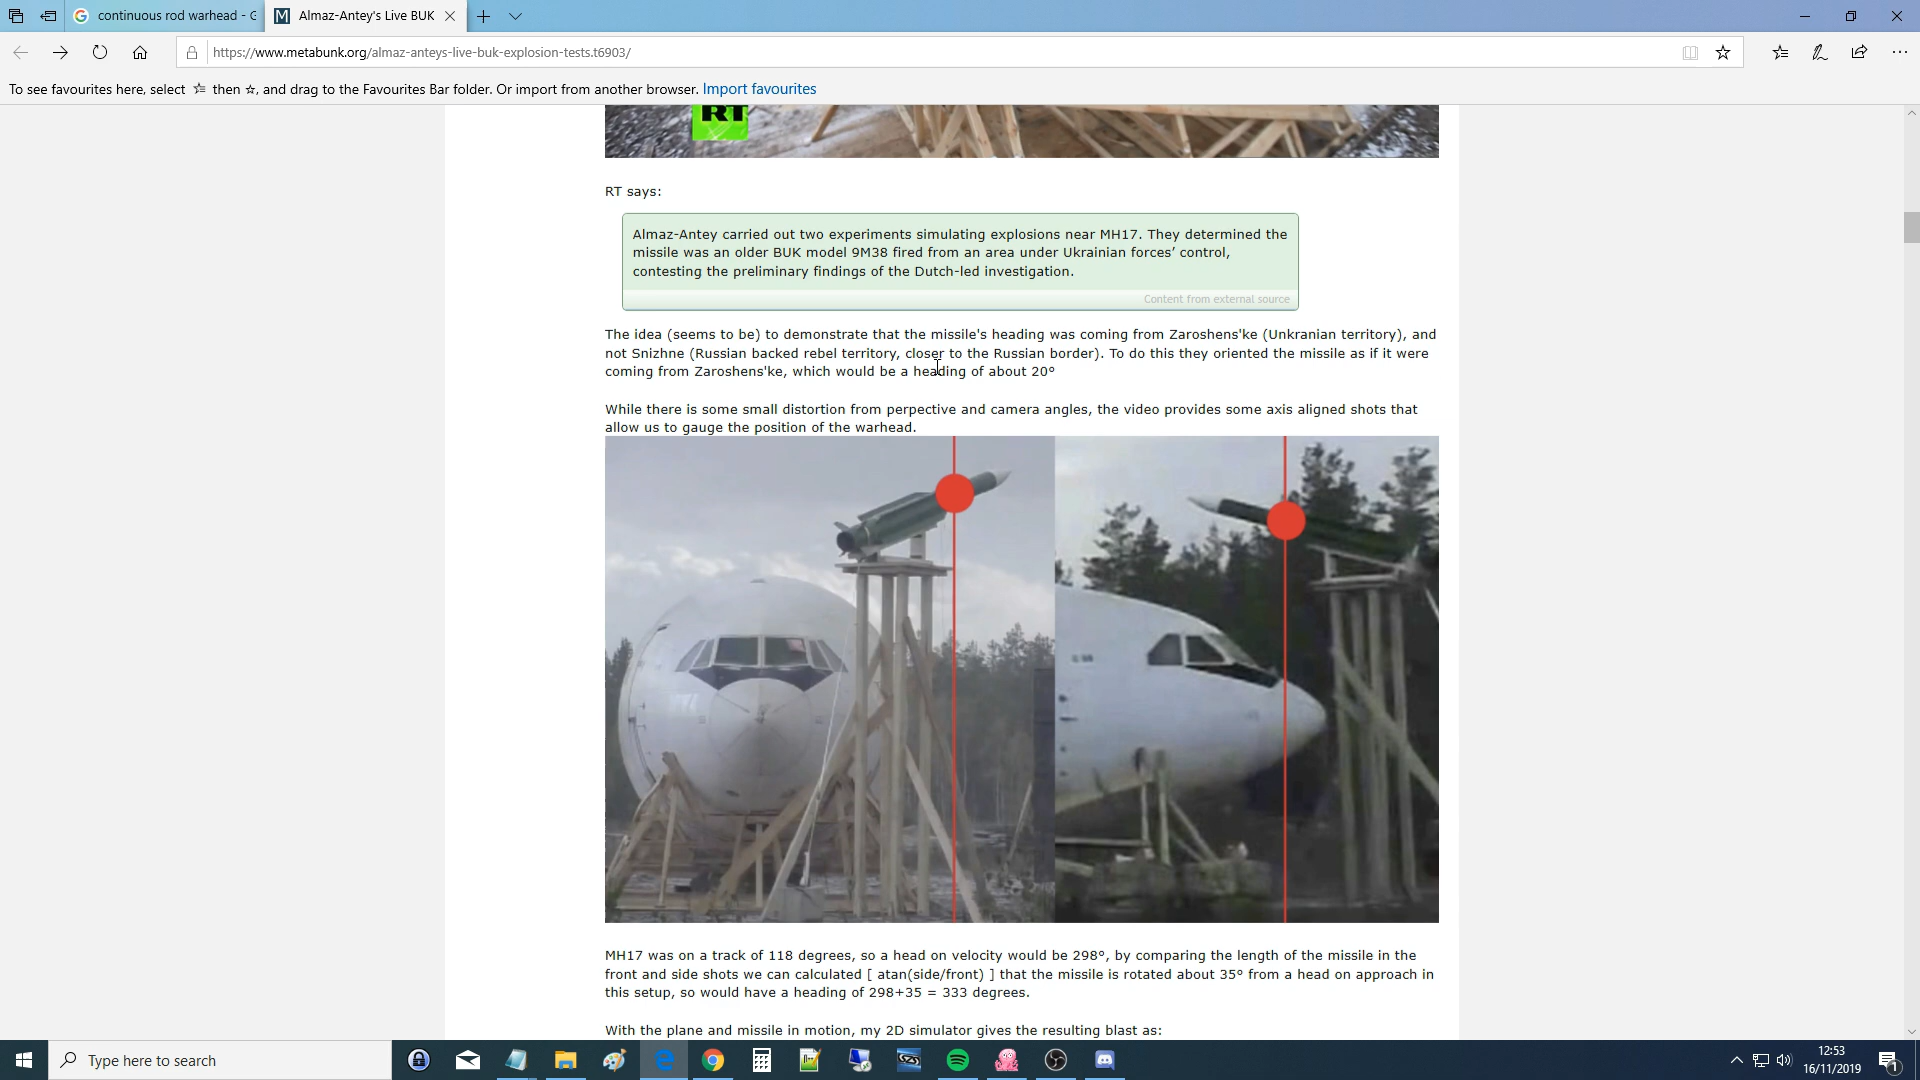 continuous rod warhead - G
Almaz-Antey's Live BUK
https://www.metabunk.org/almaz-anteys-live-buk-explosion-tests.t6903/
To see favourites here, select ☆ then ☆, and drag to the Favourites Bar folder. Or import from another browser. Import favourites
RT
RT says:
Almaz-Antey carried out two experiments simulating explosions near MH17. They determined the
missile was an older BUK model 9M38 fired from an area under Ukrainian forces’ control,
contesting the preliminary findings of the Dutch-led investigation.
Content from external source
The idea (seems to be) to demonstrate that the missile's heading was coming from Zaroshens'ke (Unkranian territory), and
not Snizhne (Russian backed rebel territory, closer to the Russian border). To do this they oriented the missile as if it were
coming from Zaroshens'ke, which would be a heading of about 20°
While there is some small distortion from perpective and camera angles, the video provides some axis aligned shots that
allow us to gauge the position of the warhead.
MH17 was on a track of 118 degrees, so a head on velocity would be 298°, by comparing the length of the missile in the
front and side shots we can calculated [ atan(side/front) ] that the missile is rotated about 35° from a head on approach in
this setup, so would have a heading of 298+35 = 333 degrees.
With the plane and missile in motion, my 2D simulator gives the resulting blast as:
Type here to search
12:53
16/11/2019
1